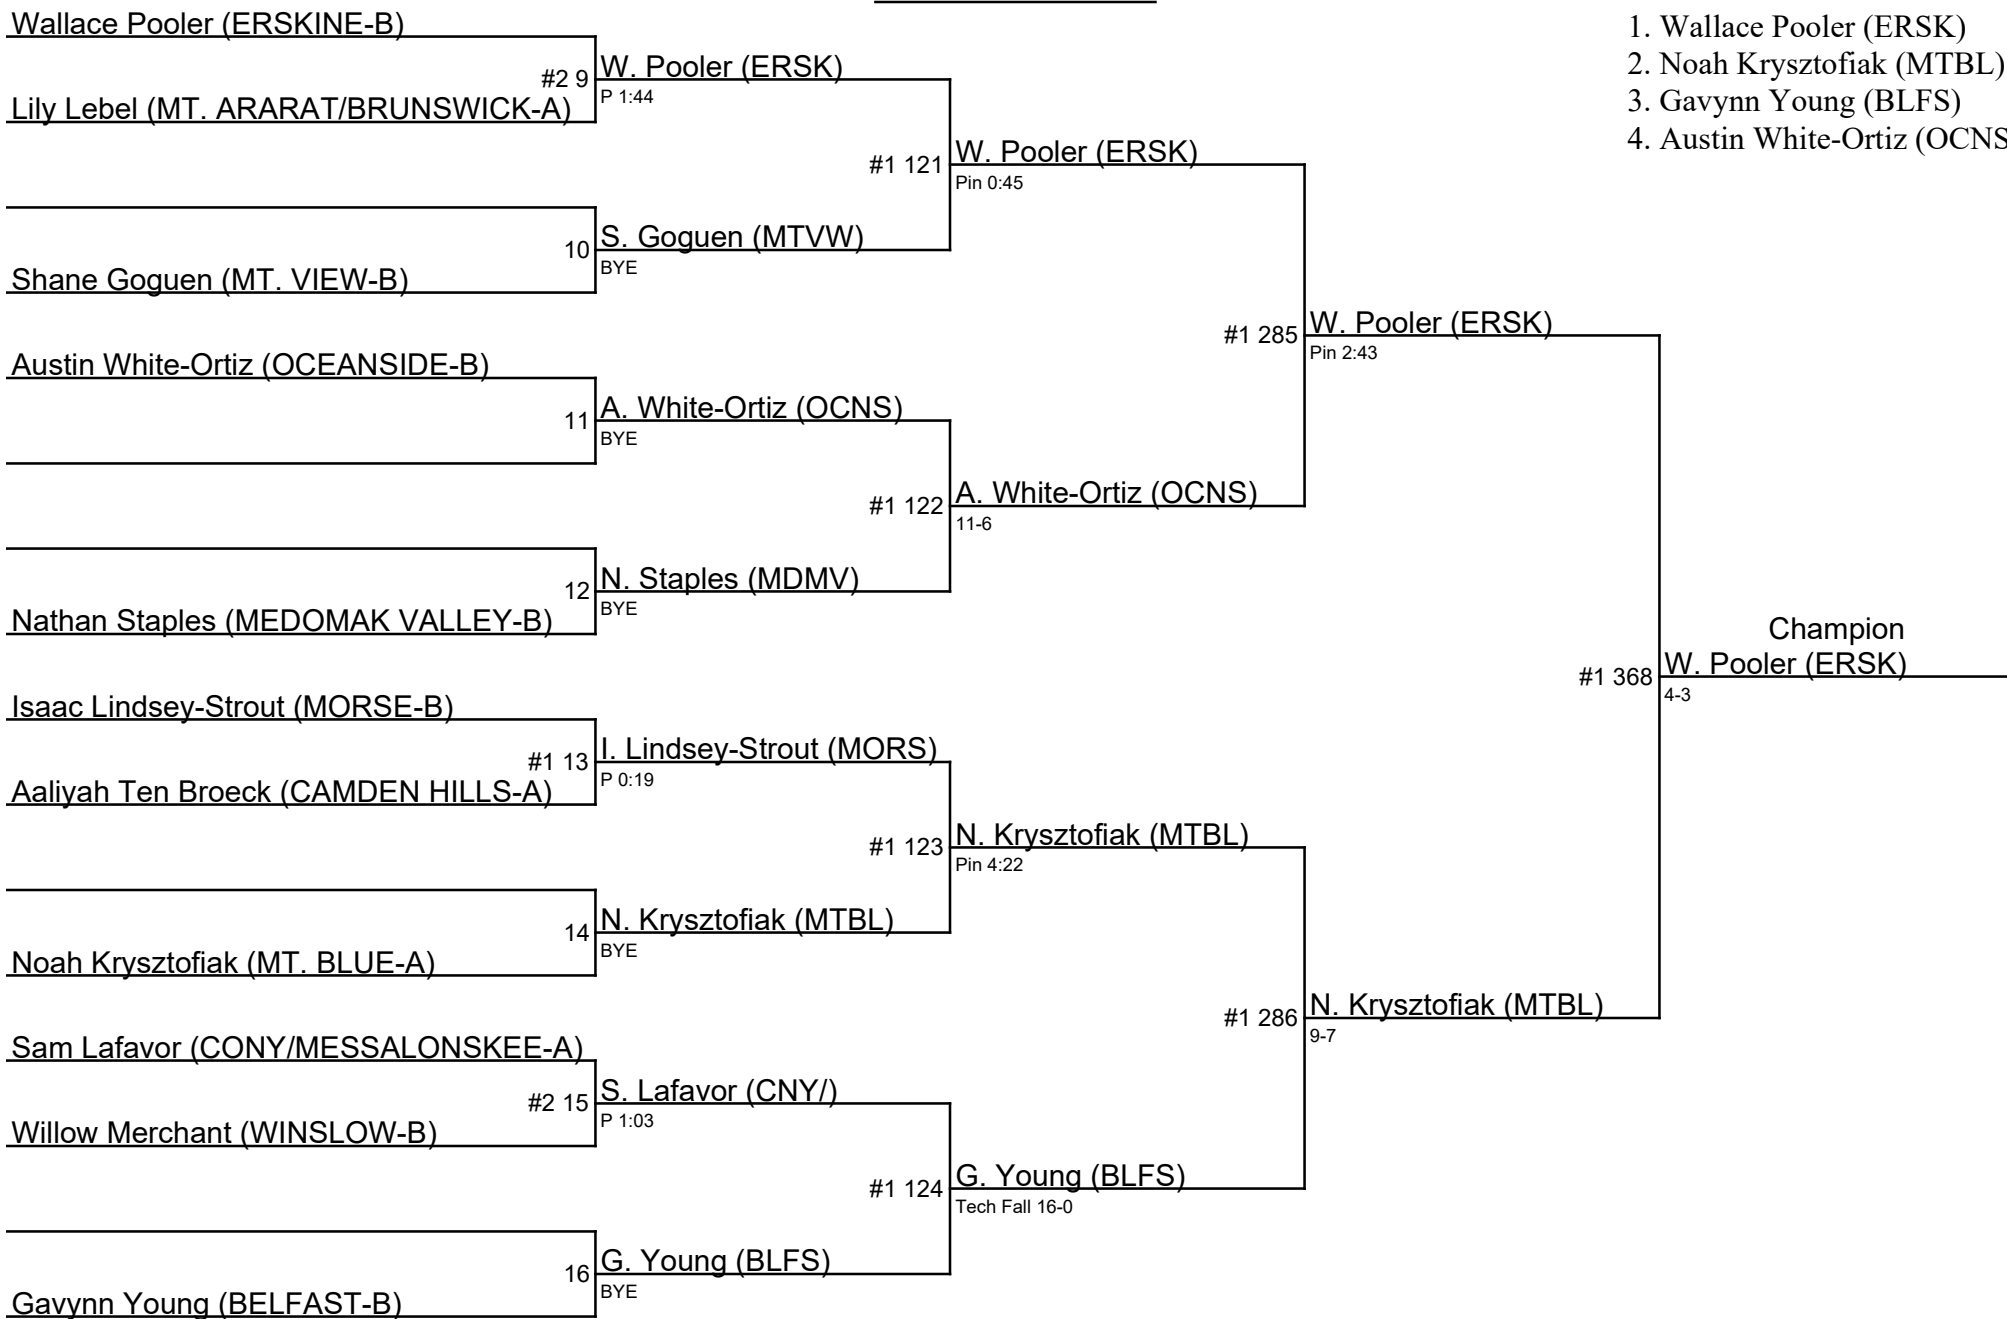 Wallace Pooler (ERSKINE-B)
#2 9
Lily Lebel (MT. ARARAT/BRUNSWICK-A)
10
Shane Goguen (MT. VIEW-B)
Austin White-Ortiz (OCEANSIDE-B)
11
12
Nathan Staples (MEDOMAK VALLEY-B)
Isaac Lindsey-Strout (MORSE-B)
#1 13
Aaliyah Ten Broeck (CAMDEN HILLS-A)
14
Noah Krysztofiak (MT. BLUE-A)
Sam Lafavor (CONY/MESSALONSKEE-A)
#2 15
Willow Merchant (WINSLOW-B)
16
Gavynn Young (BELFAST-B)
W. Pooler (ERSK)
P 1:44
#1 121
S. Goguen (MTVW)
BYE
A. White-Ortiz (OCNS)
BYE
#1 122
N. Staples (MDMV)
BYE
I. Lindsey-Strout (MORS)
P 0:19
#1 123
N. Krysztofiak (MTBL)
BYE
S. Lafavor (CNY/)
P 1:03
#1 124
G. Young (BLFS)
BYE
W. Pooler (ERSK)
Pin 0:45
#1 285
A. White-Ortiz (OCNS)
11-6
N. Krysztofiak (MTBL)
Pin 4:22
#1 286
G. Young (BLFS)
Tech Fall 16-0
W. Pooler (ERSK)
Pin 2:43
#1 368
N. Krysztofiak (MTBL)
9-7
Champion
W. Pooler (ERSK)
4-3
1. Wallace Pooler (ERSK)
2. Noah Krysztofiak (MTBL)
3. Gavynn Young (BLFS)
4. Austin White-Ortiz (OCNS